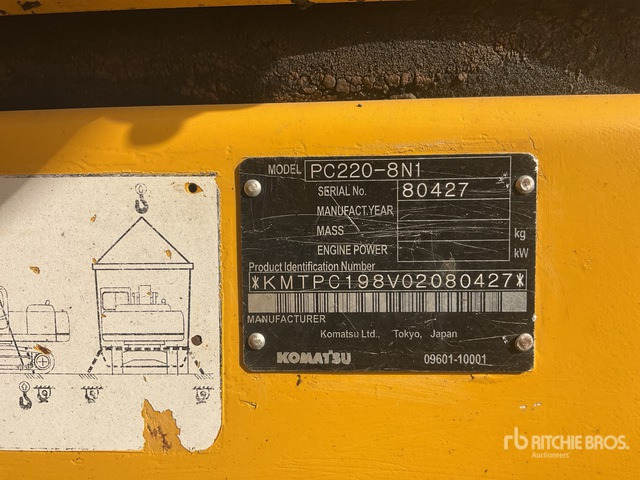 MODEL PC220-8N1
SERIAL No. 80427
MANUFACT.YEAR
MASS kg
ENGINE POWER kW
Product Identification Number
*KMTPC198V02080427*
MANUFACTURER
Komatsu Ltd., Tokyo, Japan
KOMATSU 09601-10001
rb RITCHIE BROS.
Auctioneers